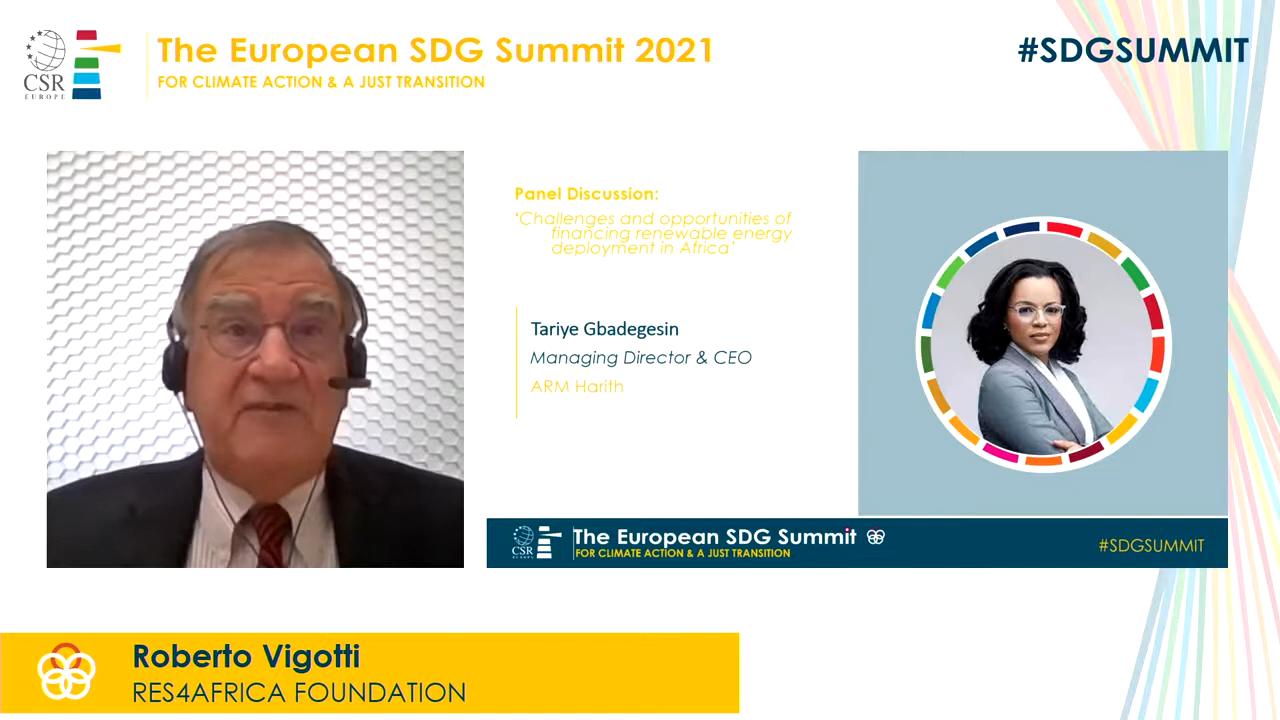 CSR
EUROPE
The European SDG Summit 2021
FOR CLIMATE ACTION & A JUST TRANSITION
#SDGSUMMIT
Panel Discussion:
‘Challenges and opportunities of
financing renewable energy
deployment in Africa’
Tariye Gbadegesin
Managing Director & CEO
ARM Harith
CSR
EUROPE
The European SDG Summit
FOR CLIMATE ACTION & A JUST TRANSITION
#SDGSUMMIT
Roberto Vigotti
RES4AFRICA FOUNDATION